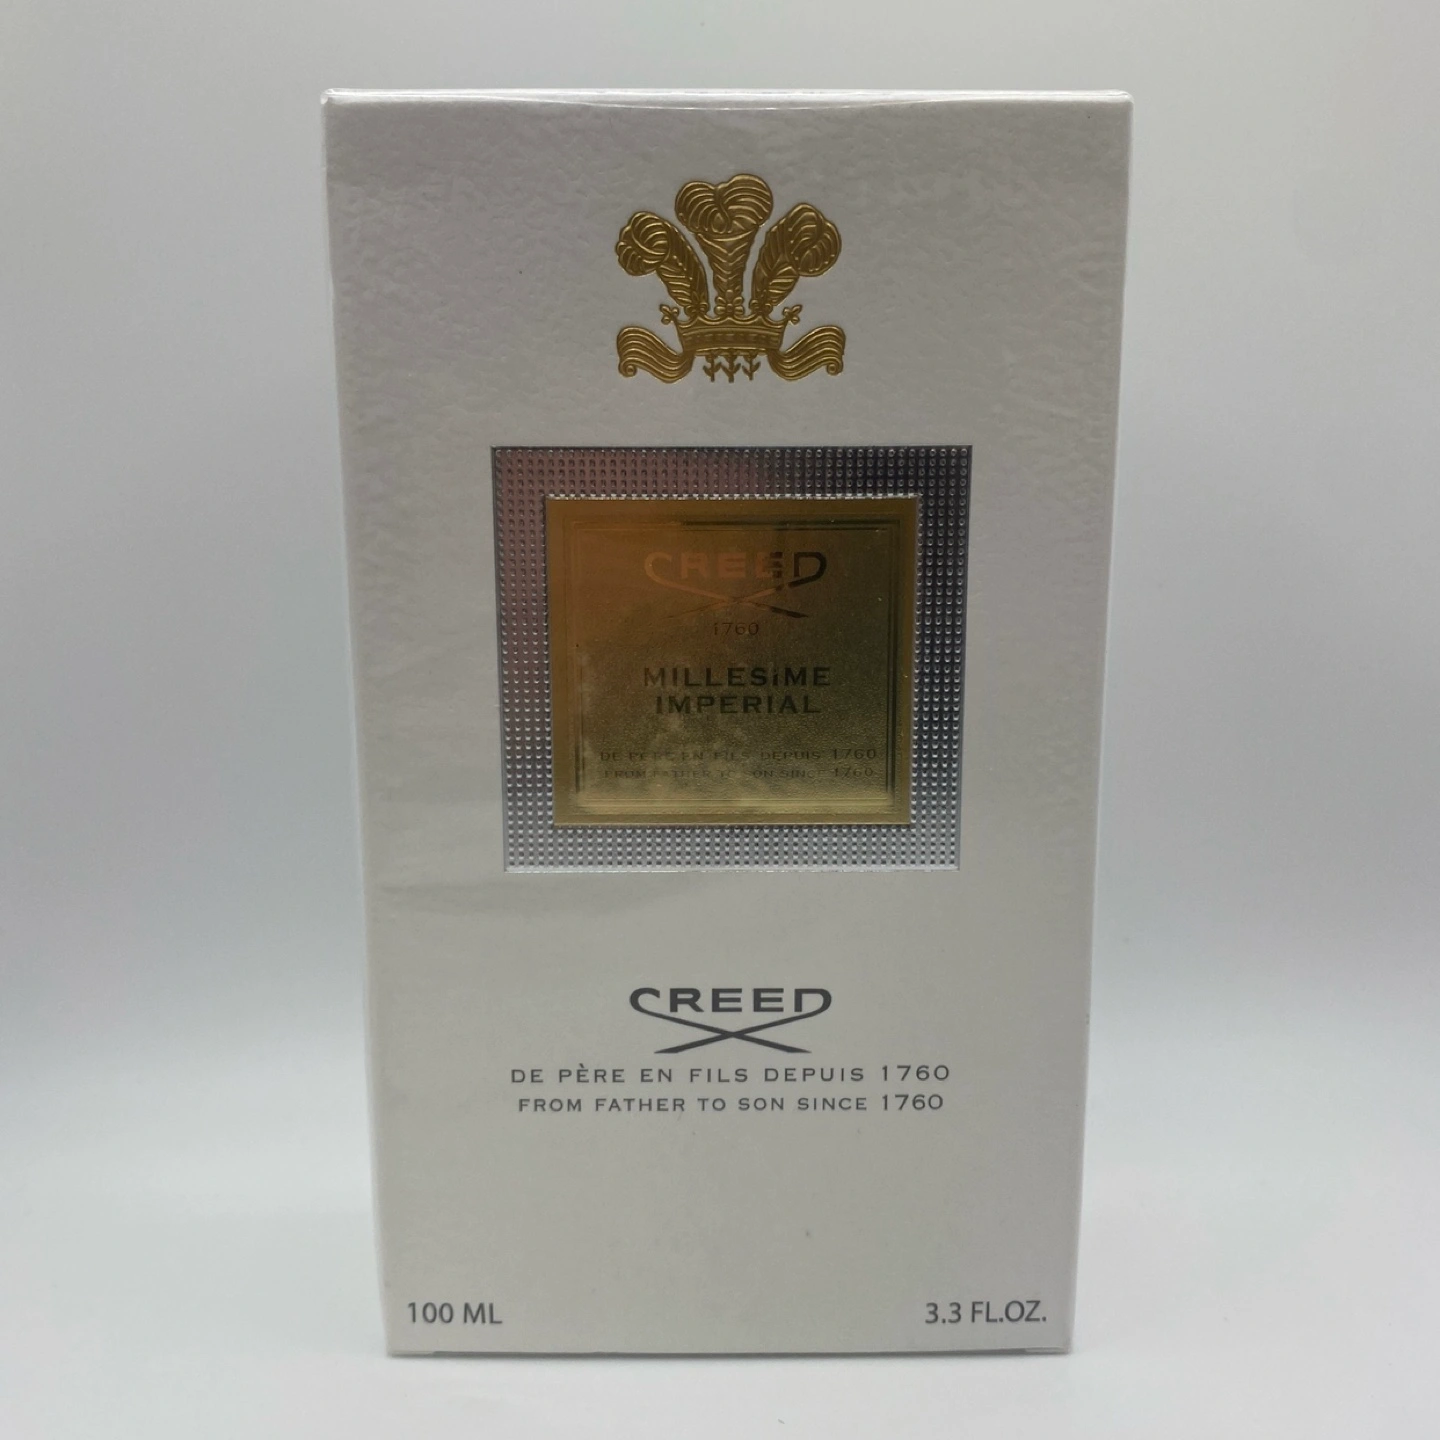 CREED
1760
MILLESIME
IMPERIAL
DE PÈRE EN FILS DEPUIS 1760
FROM FATHER TO SON SINCE 1760
CREED
DE PÈRE EN FILS DEPUIS 1760
FROM FATHER TO SON SINCE 1760
100 ML
3.3 FL.OZ.